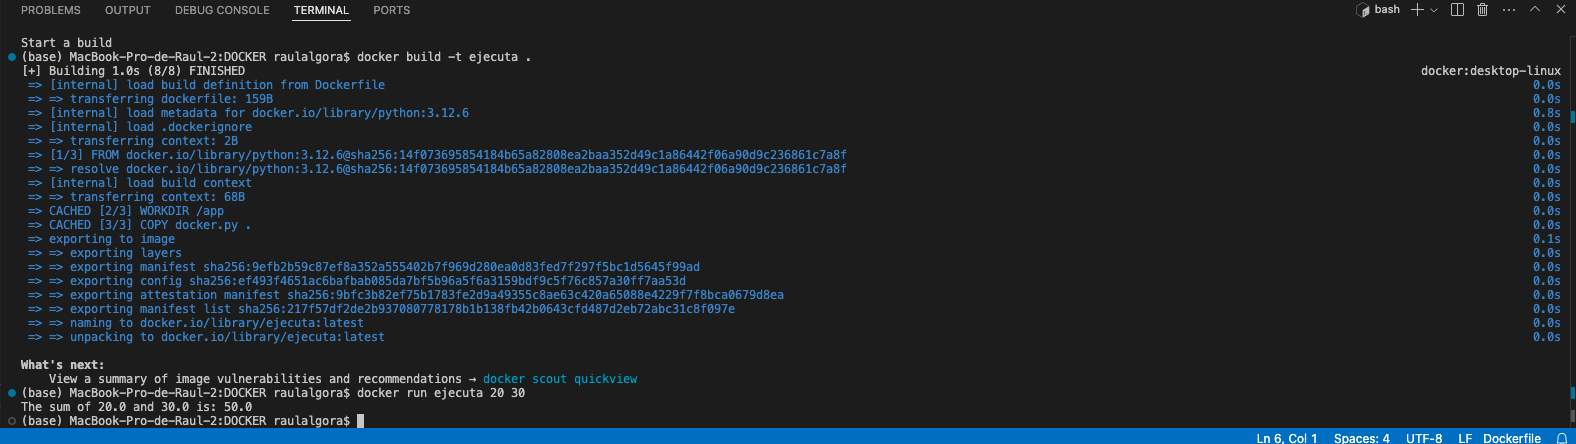 PROBLEMS OUTPUT DEBUG CONSOLE TERMINAL PORTS bash
Start a build
(base) MacBook-Pro-de-Raul-2:DOCKER raulalgora$ docker build -t ejecuta .
[+] Building 1.0s (8/8) FINISHED docker:desktop-linux
=> [internal] load build definition from Dockerfile 0.0s
=> => transferring dockerfile: 159B 0.0s
=> [internal] load metadata for docker.io/library/python:3.12.6 0.8s
=> [internal] load .dockerignore 0.0s
=> => transferring context: 2B 0.0s
=> [1/3] FROM docker.io/library/python:3.12.6@sha256:14f073695854184b65a82808ea2baa352d49c1a86442f06a90d9c236861c7a8f 0.0s
=> => resolve docker.io/library/python:3.12.6@sha256:14f073695854184b65a82808ea2baa352d49c1a86442f06a90d9c236861c7a8f 0.0s
=> [internal] load build context 0.0s
=> => transferring context: 68B 0.0s
=> CACHED [2/3] WORKDIR /app 0.0s
=> CACHED [3/3] COPY docker.py . 0.0s
=> exporting to image 0.1s
=> => exporting layers 0.0s
=> => exporting manifest sha256:9efb2b59c87ef8a352a555402b7f969d280ea0d83fed7f297f5bc1d5645f99ad 0.0s
=> => exporting config sha256:ef493f4651ac6bafbab085da7bf5b96a5f6a3159bdf9c5f76c857a30ff7aa53d 0.0s
=> => exporting attestation manifest sha256:9bfc3b82ef75b1783fe2d9a49355c8ae63c420a65088e4229f7f8bca0679d8ea 0.0s
=> => exporting manifest list sha256:217f57df2de2b937080778178b1b138fb42b0643cfd487d2eb72abc31c8f097e 0.0s
=> => naming to docker.io/library/ejecuta:latest 0.0s
=> => unpacking to docker.io/library/ejecuta:latest 0.0s
What's next:
View a summary of image vulnerabilities and recommendations → docker scout quickview
(base) MacBook-Pro-de-Raul-2:DOCKER raulalgora$ docker run ejecuta 20 30
The sum of 20.0 and 30.0 is: 50.0
(base) MacBook-Pro-de-Raul-2:DOCKER raulalgora$
Ln 6, Col 1 Spaces: 4 UTF-8 LF Dockerfile